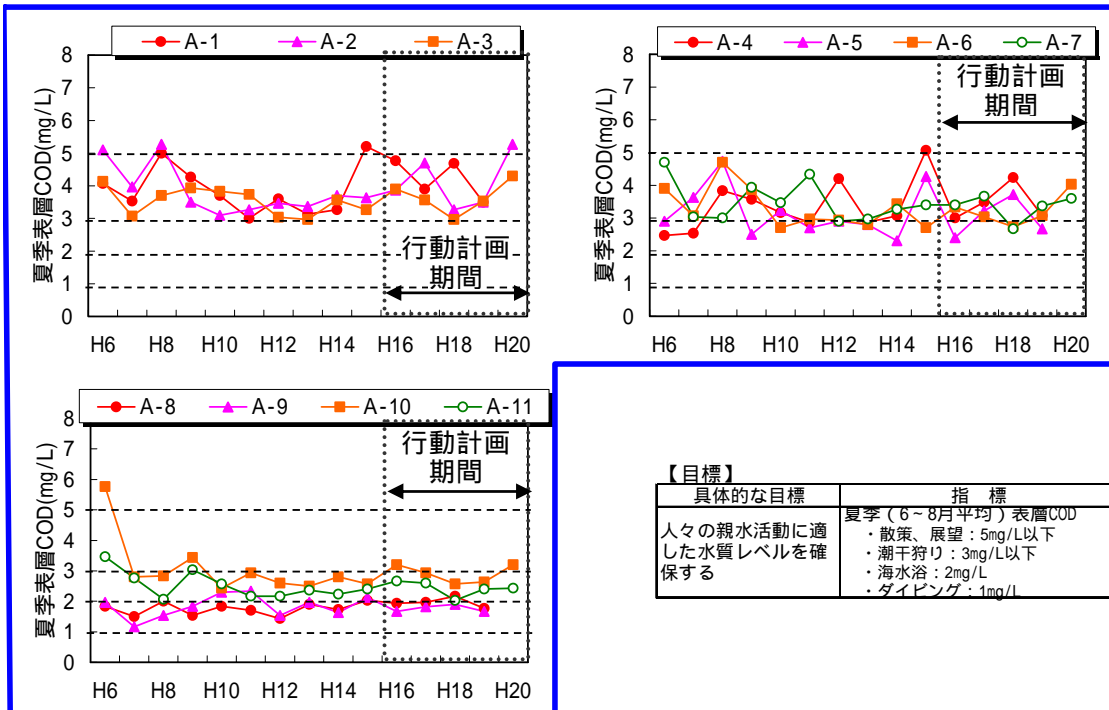 A-1 A-2 A-3
夏季表層COD(mg/L)
8
7
6
5
4
3
2
1
0
行動計画
期間
H6 H8 H10 H12 H14 H16 H18 H20
A-4 A-5 A-6 A-7
夏季表層COD(mg/L)
8
7
6
5
4
3
2
1
0
行動計画
期間
H6 H8 H10 H12 H14 H16 H18 H20
A-8 A-9 A-10 A-11
夏季表層COD(mg/L)
8
7
6
5
4
3
2
1
0
行動計画
期間
H6 H8 H10 H12 H14 H16 H18 H20
【目標】
具体的な目標 指 標
人々の親水活動に適
した水質レベルを確
保する
夏季(6~8月平均)表層COD
・散策、展望:5mg/L以下
・潮干狩り:3mg/L以下
・海水浴:2mg/L
・ダイビング:1mg/L